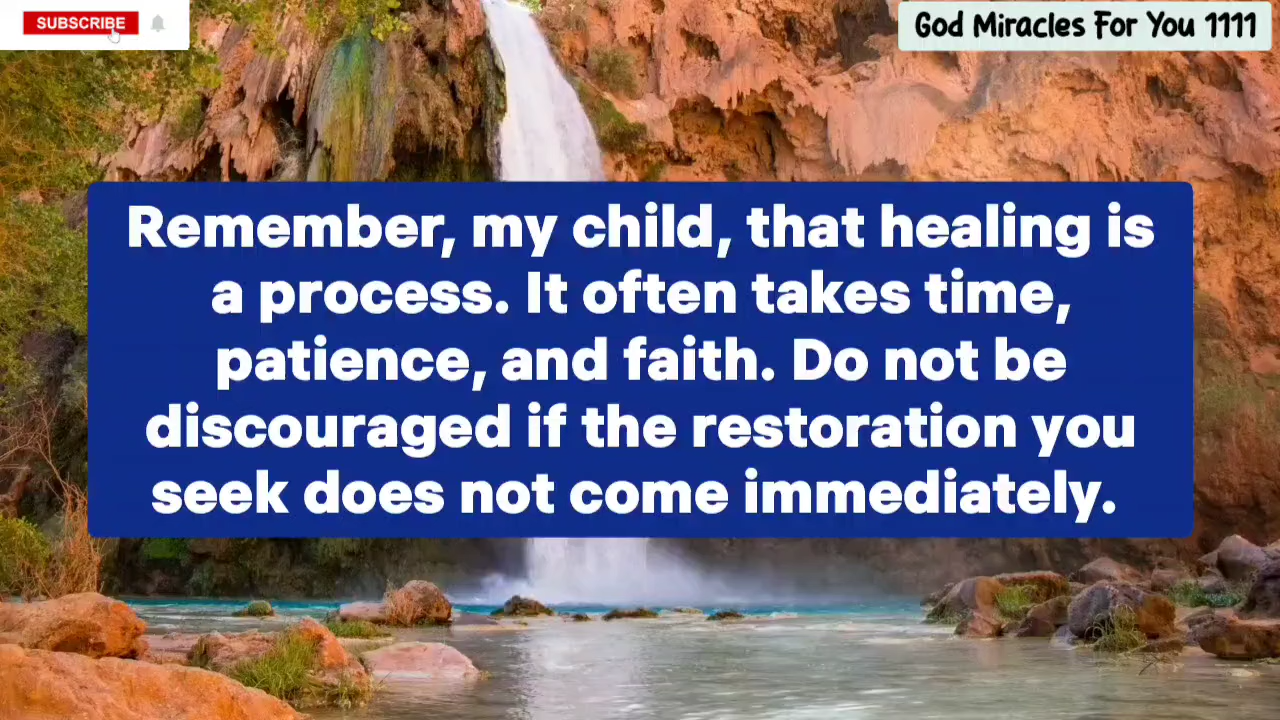 SUBSCRIBE
God Miracles For You 1111
Remember, my child, that healing is
a process. It often takes time,
patience, and faith. Do not be
discouraged if the restoration you
seek does not come immediately.